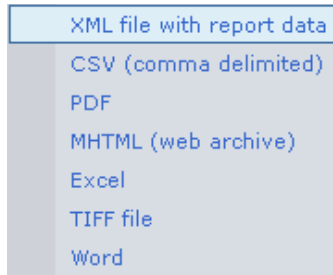 XML file with report data
CSV (comma delimited)
PDF
MHTML (web archive)
Excel
TIFF file
Word